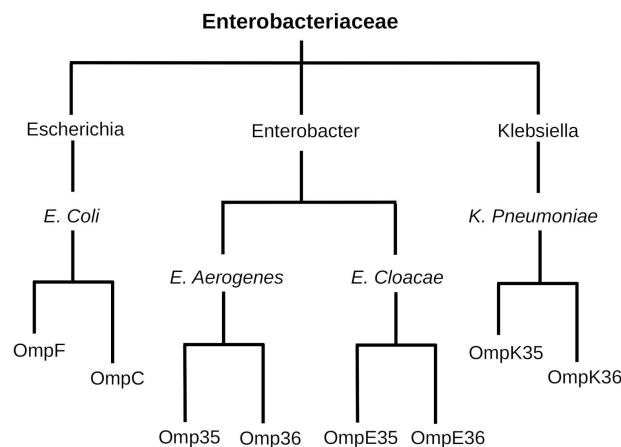 Enterobacteriaceae
Escherichia
Enterobacter
Klebsiella
E. Coli
K. Pneumoniae
E. Aerogenes
E. Cloacae
OmpF
OmpC
OmpK35
OmpK36
Omp35
Omp36
OmpE35
OmpE36